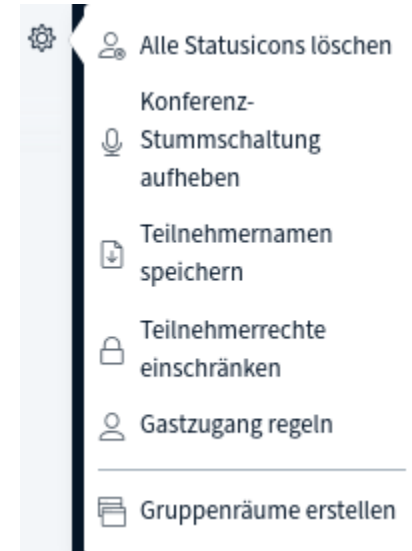 Alle Statusicons löschen
Konferenz-
Stummschaltung
aufheben
Teilnehmernamen
speichern
Teilnehmerrechte
einschränken
Gastzugang regeln
Gruppenräume erstellen